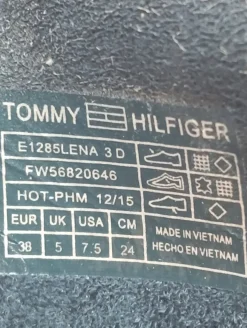 TOMMY HILFIGER
E1285LENA 3D
FW56820646
HOT-PHM 12/15
EUR UK USA CM
38 5 7.5 24
MADE IN VIETNAM
HECHO EN VIETNAM